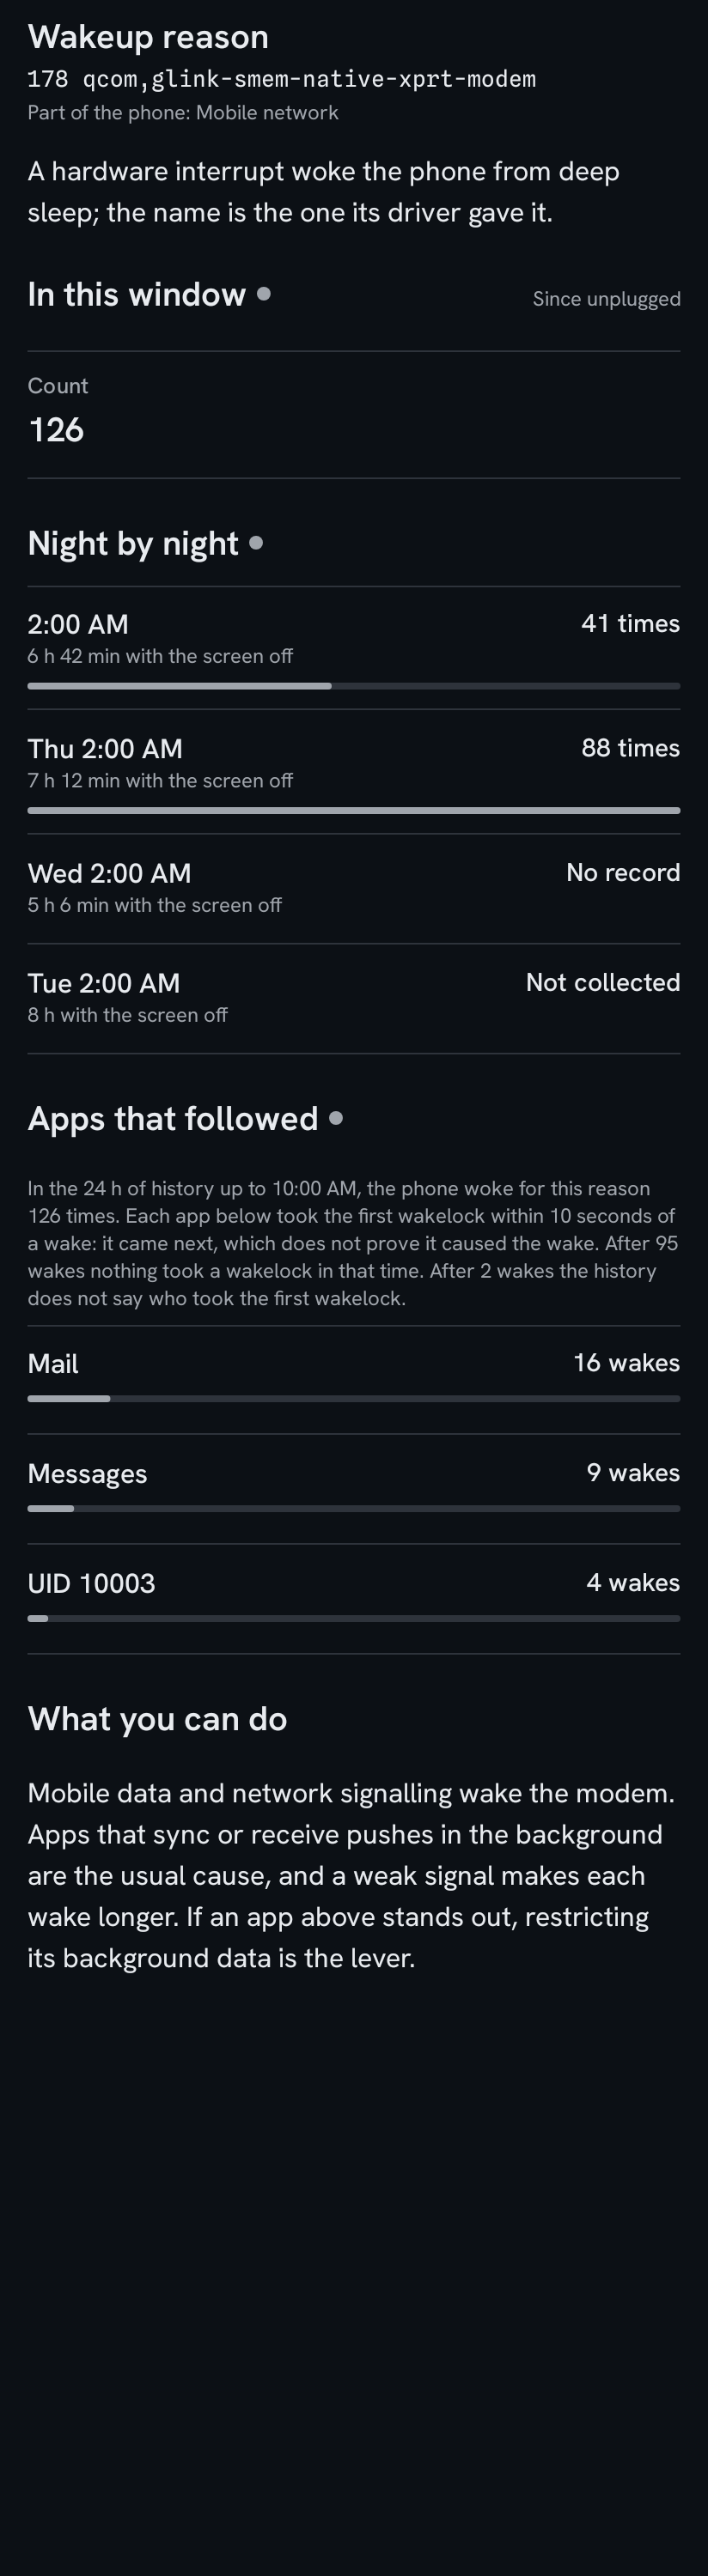 Wakeup reason
178 qcom,glink-smem-native-xprt-modem
Part of the phone: Mobile network
A hardware interrupt woke the phone from deep
sleep; the name is the one its driver gave it.
In this window
Since unplugged
Count
126
Night by night
2:00 AM
41 times
6 h 42 min with the screen off
Thu 2:00 AM
88 times
7 h 12 min with the screen off
Wed 2:00 AM
No record
5 h 6 min with the screen off
Tue 2:00 AM
Not collected
8 h with the screen off
Apps that followed
In the 24 h of history up to 10:00 AM, the phone woke for this reason
126 times. Each app below took the first wakelock within 10 seconds of
a wake: it came next, which does not prove it caused the wake. After 95
wakes nothing took a wakelock in that time. After 2 wakes the history
does not say who took the first wakelock.
Mail
16 wakes
Messages
9 wakes
UID 10003
4 wakes
What you can do
Mobile data and network signalling wake the modem.
Apps that sync or receive pushes in the background
are the usual cause, and a weak signal makes each
wake longer. If an app above stands out, restricting
its background data is the lever.